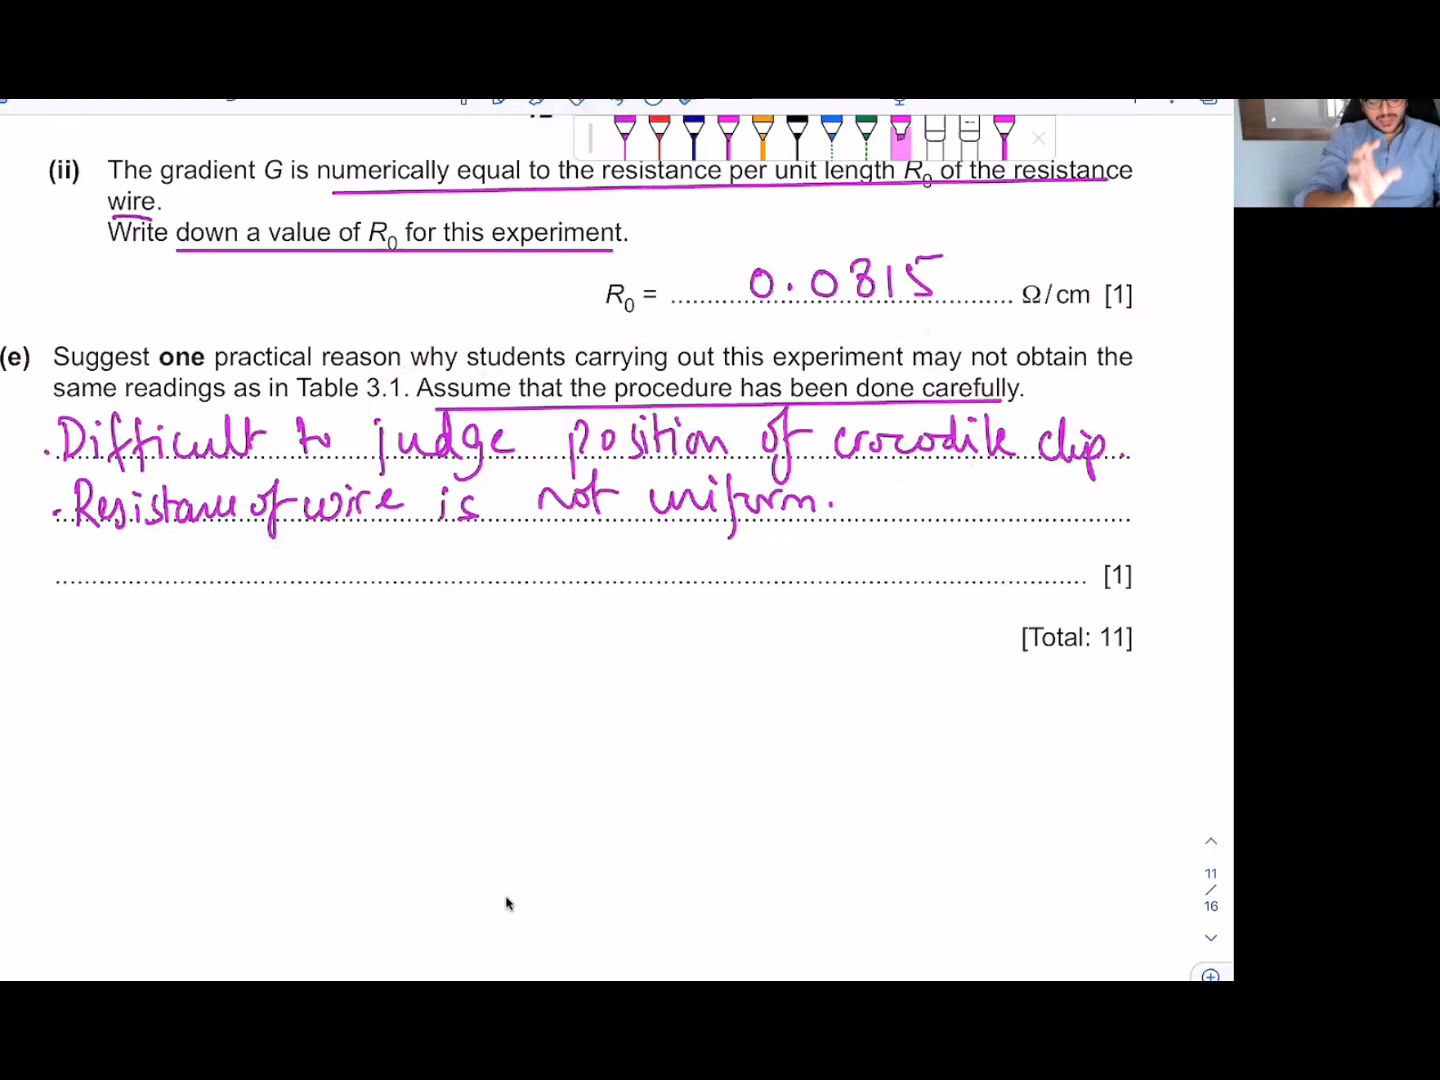 (ii) The gradient G is numerically equal to the resistance per unit length R0 of the resistance
wire.
Write down a value of R0 for this experiment.
R0 = .......... 0.0815 .......... Ω/cm [1]
(e) Suggest one practical reason why students carrying out this experiment may not obtain the
same readings as in Table 3.1. Assume that the procedure has been done carefully.
. Difficult to judge position of crocodile clip.
. Resistance of wire is not uniform.
.......... [1]
[Total: 11]
11
/
16